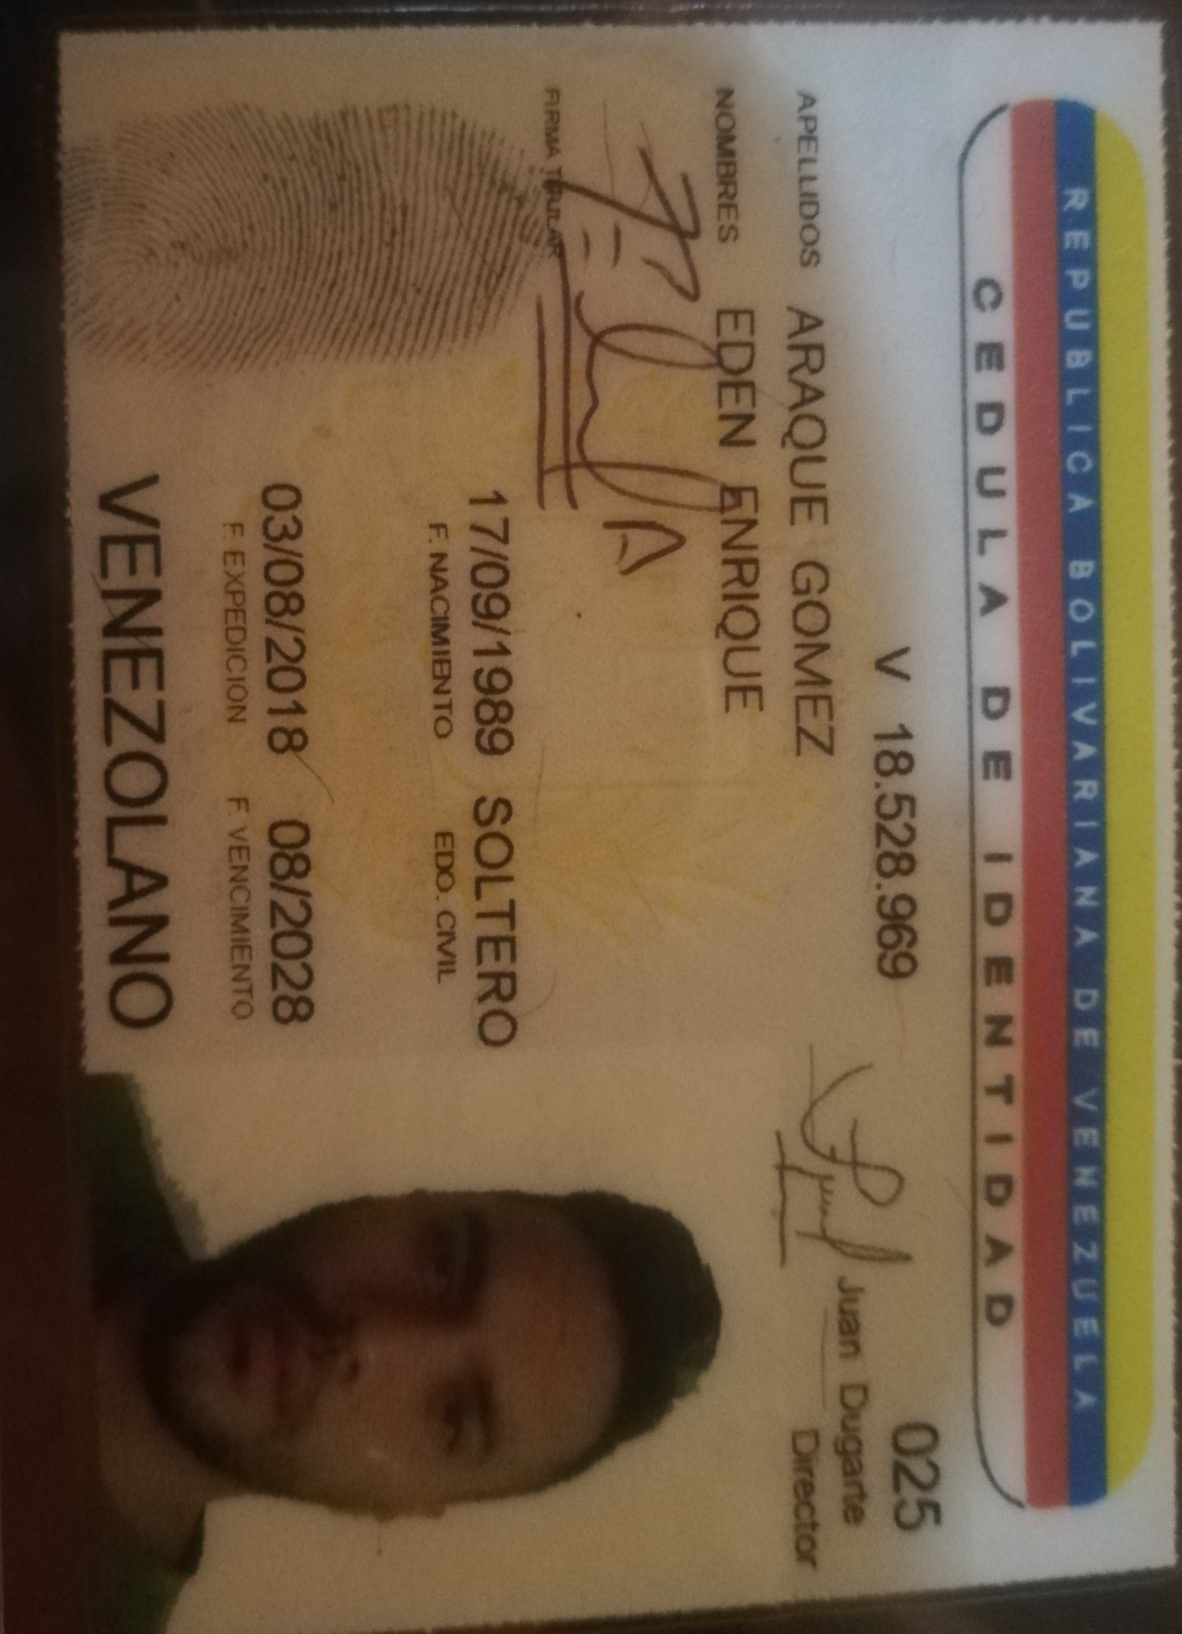 REPUBLICA BOLIVARIANA DE VENEZUELA
CEDULA DE IDENTIDAD
V 18.528.969
025
APELLIDOS ARAQUE GOMEZ
Juan Dugarte
Director
NOMBRES EDEN ENRIQUE
FIRMA TITULAR
17/09/1989 SOLTERO
F. NACIMIENTO EDO. CIVIL
03/08/2018 08/2028
F. EXPEDICION F. VENCIMIENTO
VENEZOLANO